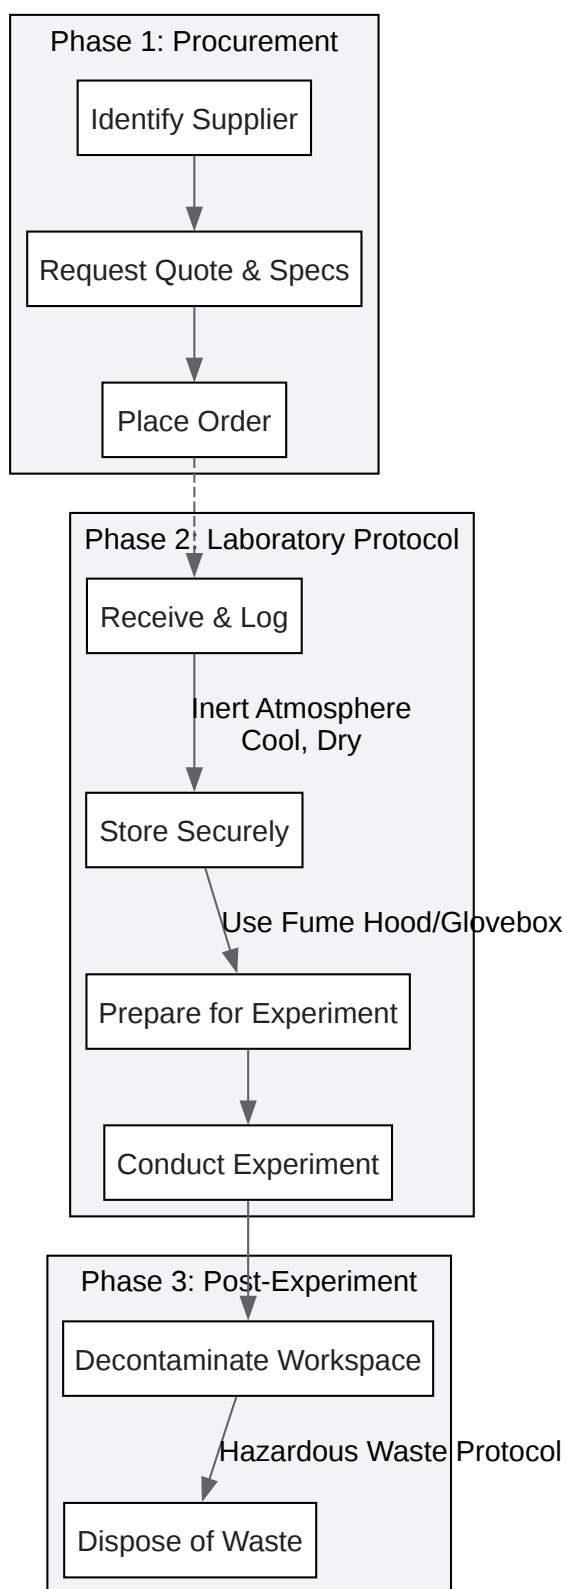 Phase 1: Procurement
Identify Supplier
Request Quote & Specs
Place Order
Phase 2: Laboratory Protocol
Receive & Log
Inert Atmosphere
Cool, Dry
Store Securely
Use Fume Hood/Glovebox
Prepare for Experiment
Conduct Experiment
Phase 3: Post-Experiment
Decontaminate Workspace
Hazardous Waste Protocol
Dispose of Waste